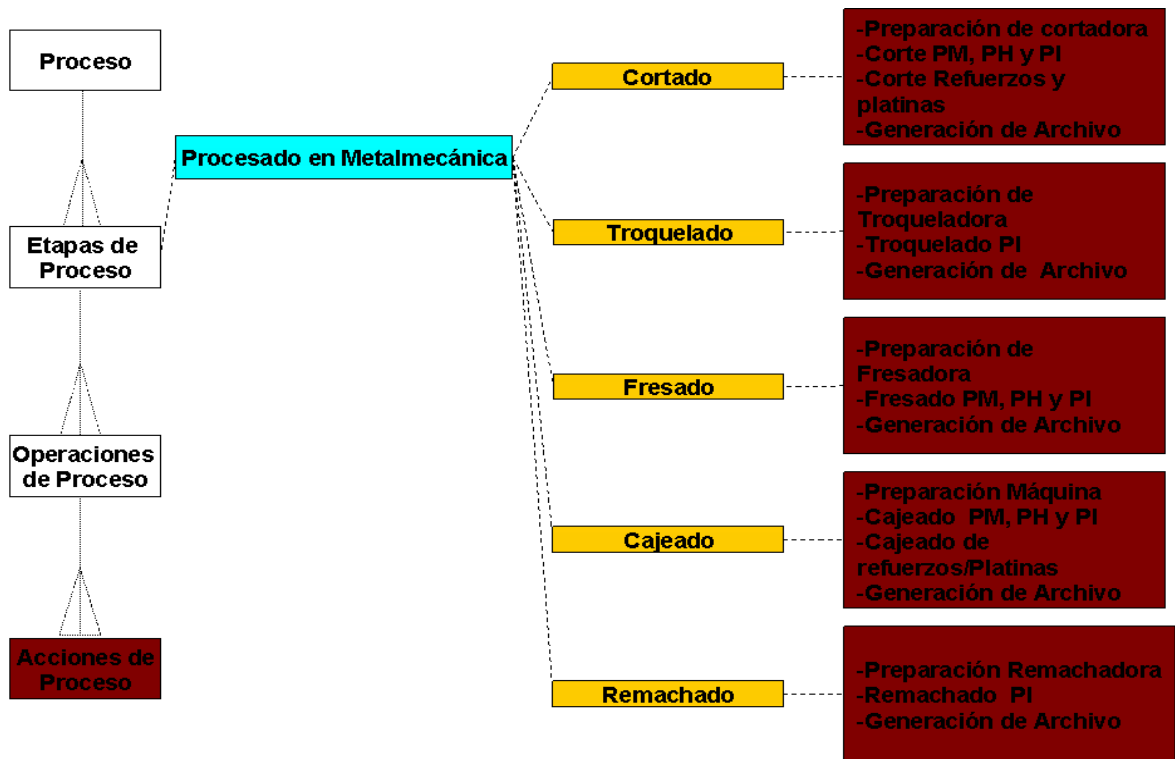 Proceso
Etapas de
Proceso
Operaciones
de Proceso
Acciones de
Proceso
Procesado en Metalmecánica
Cortado
Troquelado
Fresado
Cajeado
Remachado
-Preparación de cortadora
-Corte PM, PH y PI
-Corte Refuerzos y
platinas
-Generación de Archivo
-Preparación de
Troqueladora
-Troquelado PI
-Generación de Archivo
-Preparación de
Fresadora
-Fresado PM, PH y PI
-Generación de Archivo
-Preparación Máquina
-Cajeado PM, PH y PI
-Cajeado de
refuerzos/Platinas
-Generación de Archivo
-Preparación Remachadora
-Remachado PI
-Generación de Archivo